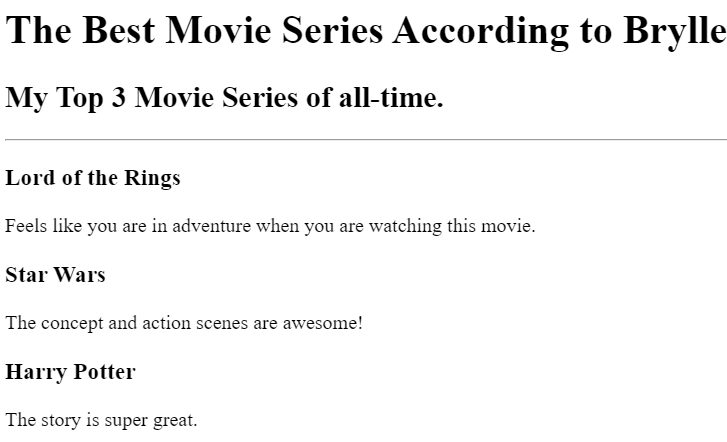 The Best Movie Series According to Brylle
My Top 3 Movie Series of all-time.
Lord of the Rings
Feels like you are in adventure when you are watching this movie.
Star Wars
The concept and action scenes are awesome!
Harry Potter
The story is super great.